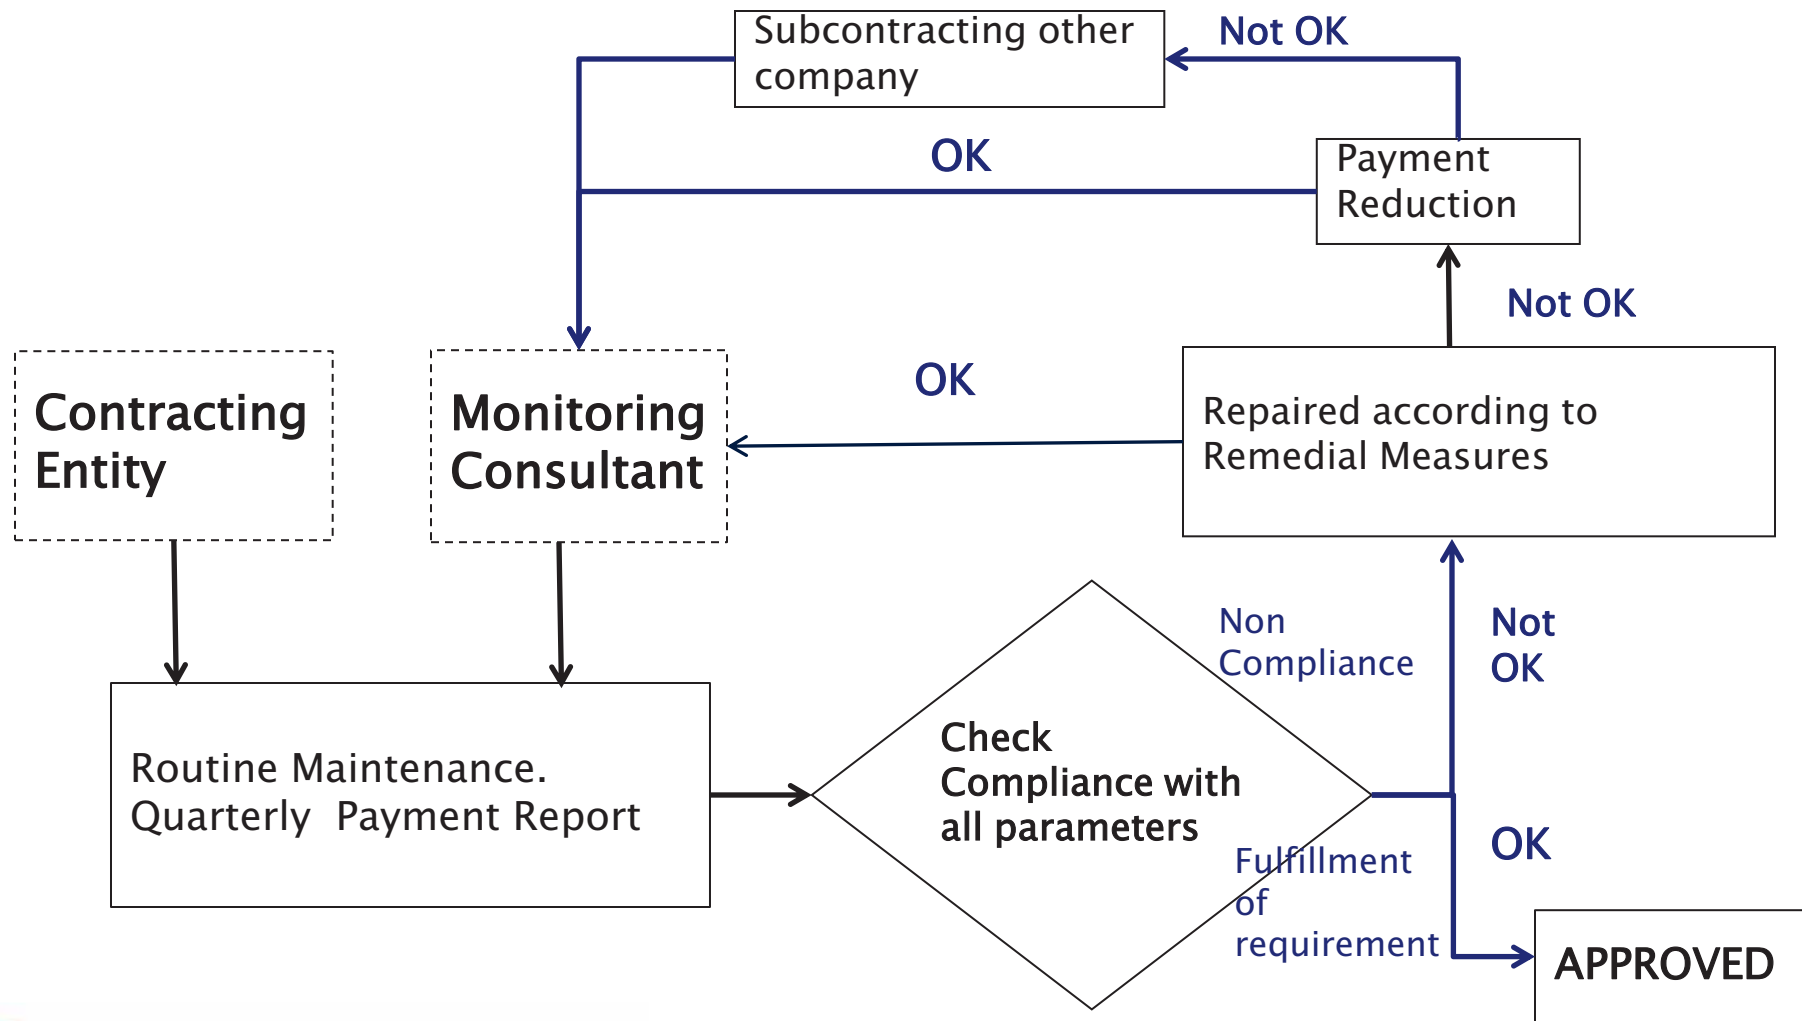 Subcontracting other
company
Not OK
OK
Payment
Reduction
Not OK
Contracting
Entity
Monitoring
Consultant
OK
Repaired according to
Remedial Measures
Non
Compliance
Not
OK
Routine Maintenance.
Quarterly  Payment Report
Check
Compliance with
all parameters
Fulfillment
of
requirement
OK
APPROVED